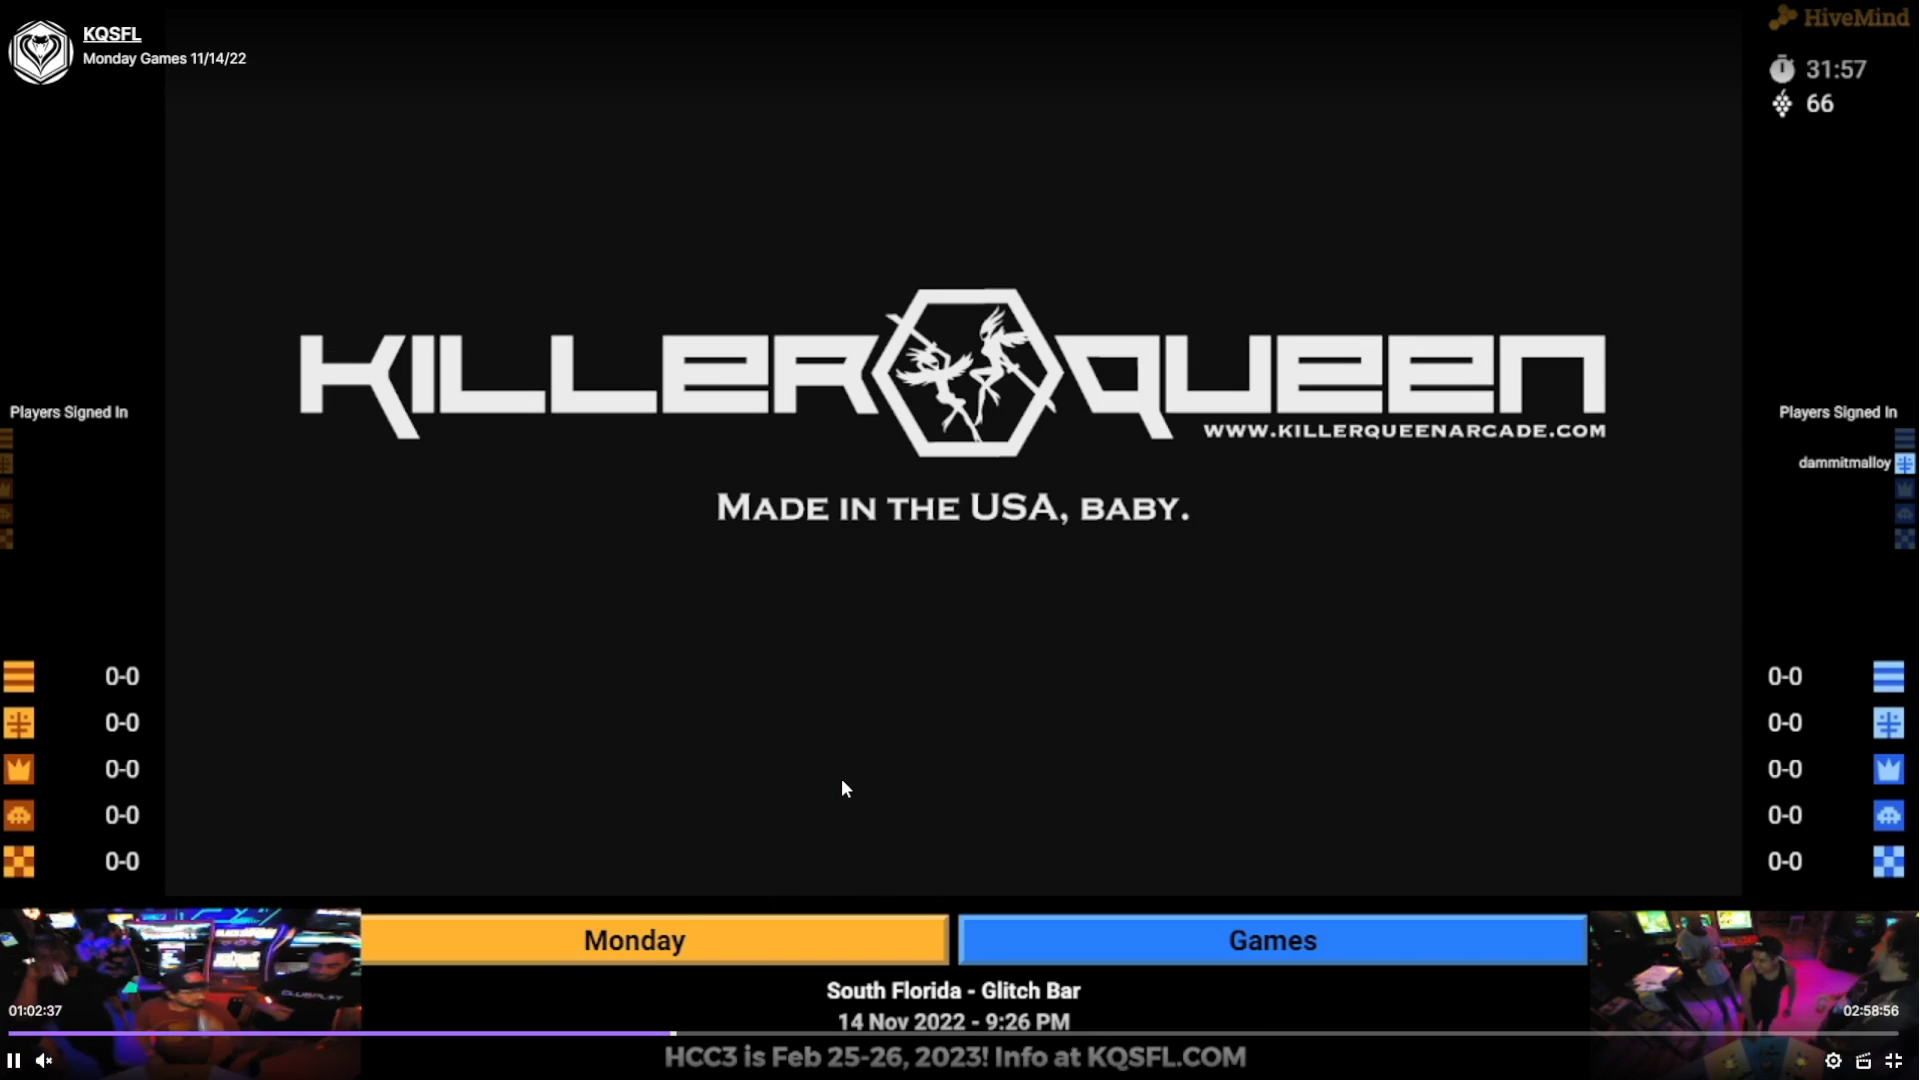 KQSFL
Monday Games 11/14/22
HiveMind
31:57
66
KILLER QUEEN
WWW.KILLERQUEENARCADE.COM
MADE IN THE USA, BABY.
Players Signed In
Players Signed In
dammitmalloy
0-0
0-0
0-0
0-0
0-0
0-0
0-0
0-0
0-0
0-0
Monday
Games
South Florida - Glitch Bar
14 Nov 2022 - 9:26 PM
HCC3 is Feb 25-26, 2023! Info at KQSFL.COM
01:02:37
02:58:56